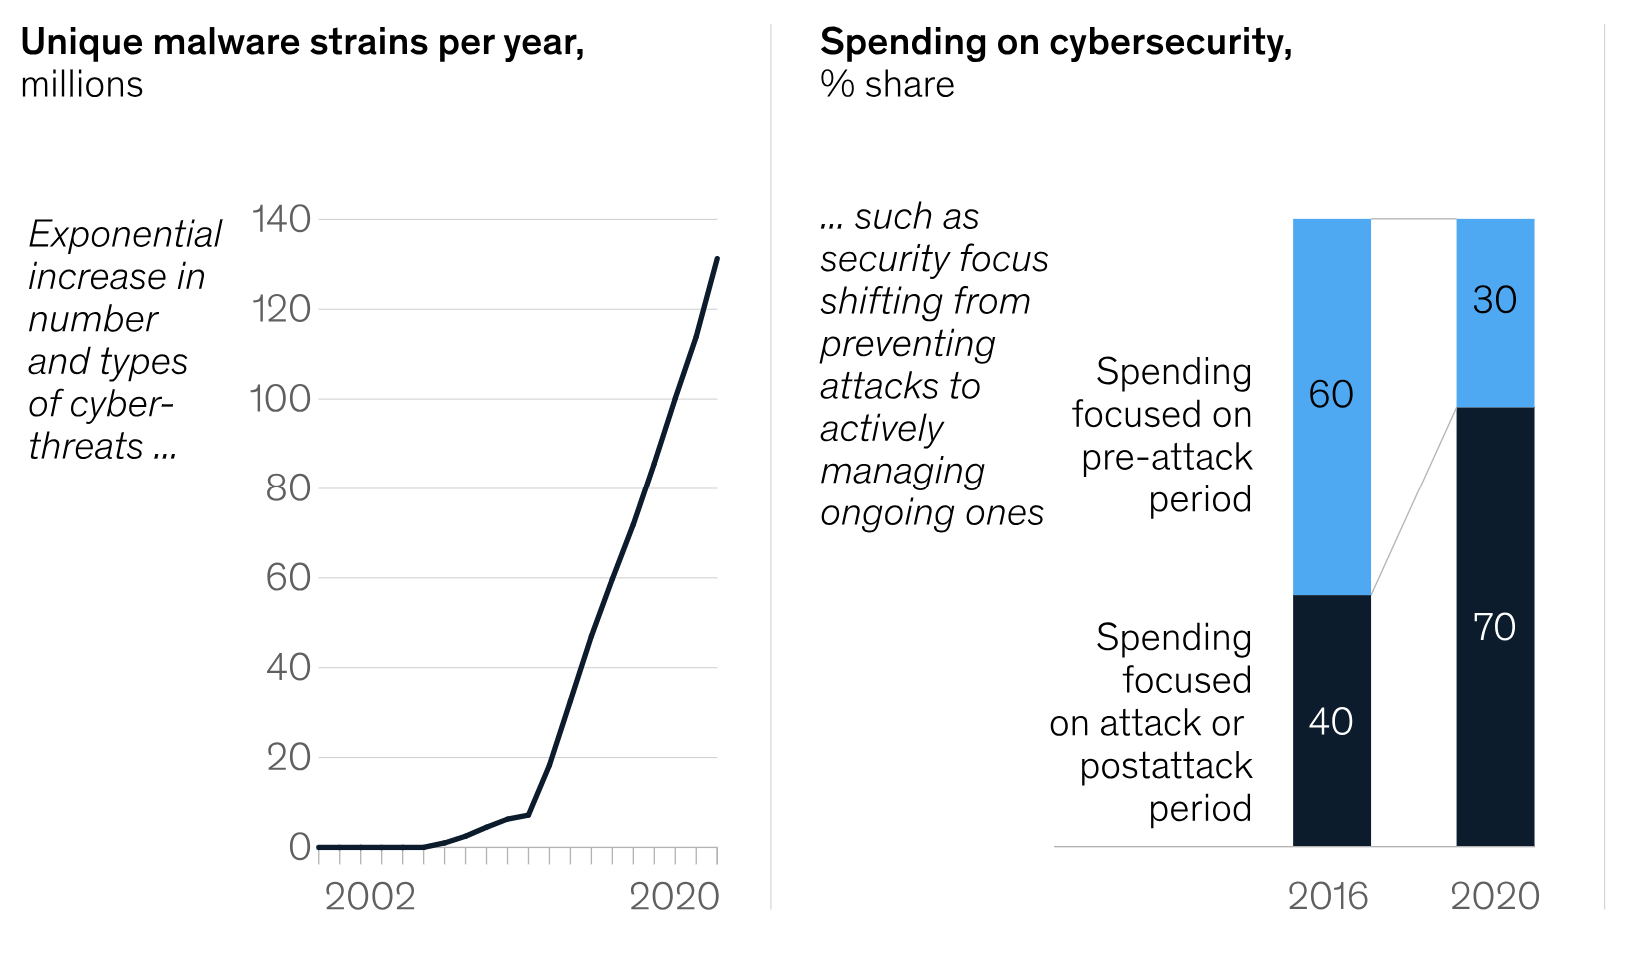 Unique malware strains per year,
millions
Exponential
increase in
number
and types
of cyber-
threats ...
140
120
100
80
60
40
20
0
2002
2020
Spending on cybersecurity,
% share
... such as
security focus
shifting from
preventing
attacks to
actively
managing
ongoing ones
Spending
focused on
pre-attack
period
Spending
focused
on attack or
postattack
period
60
40
30
70
2016
2020